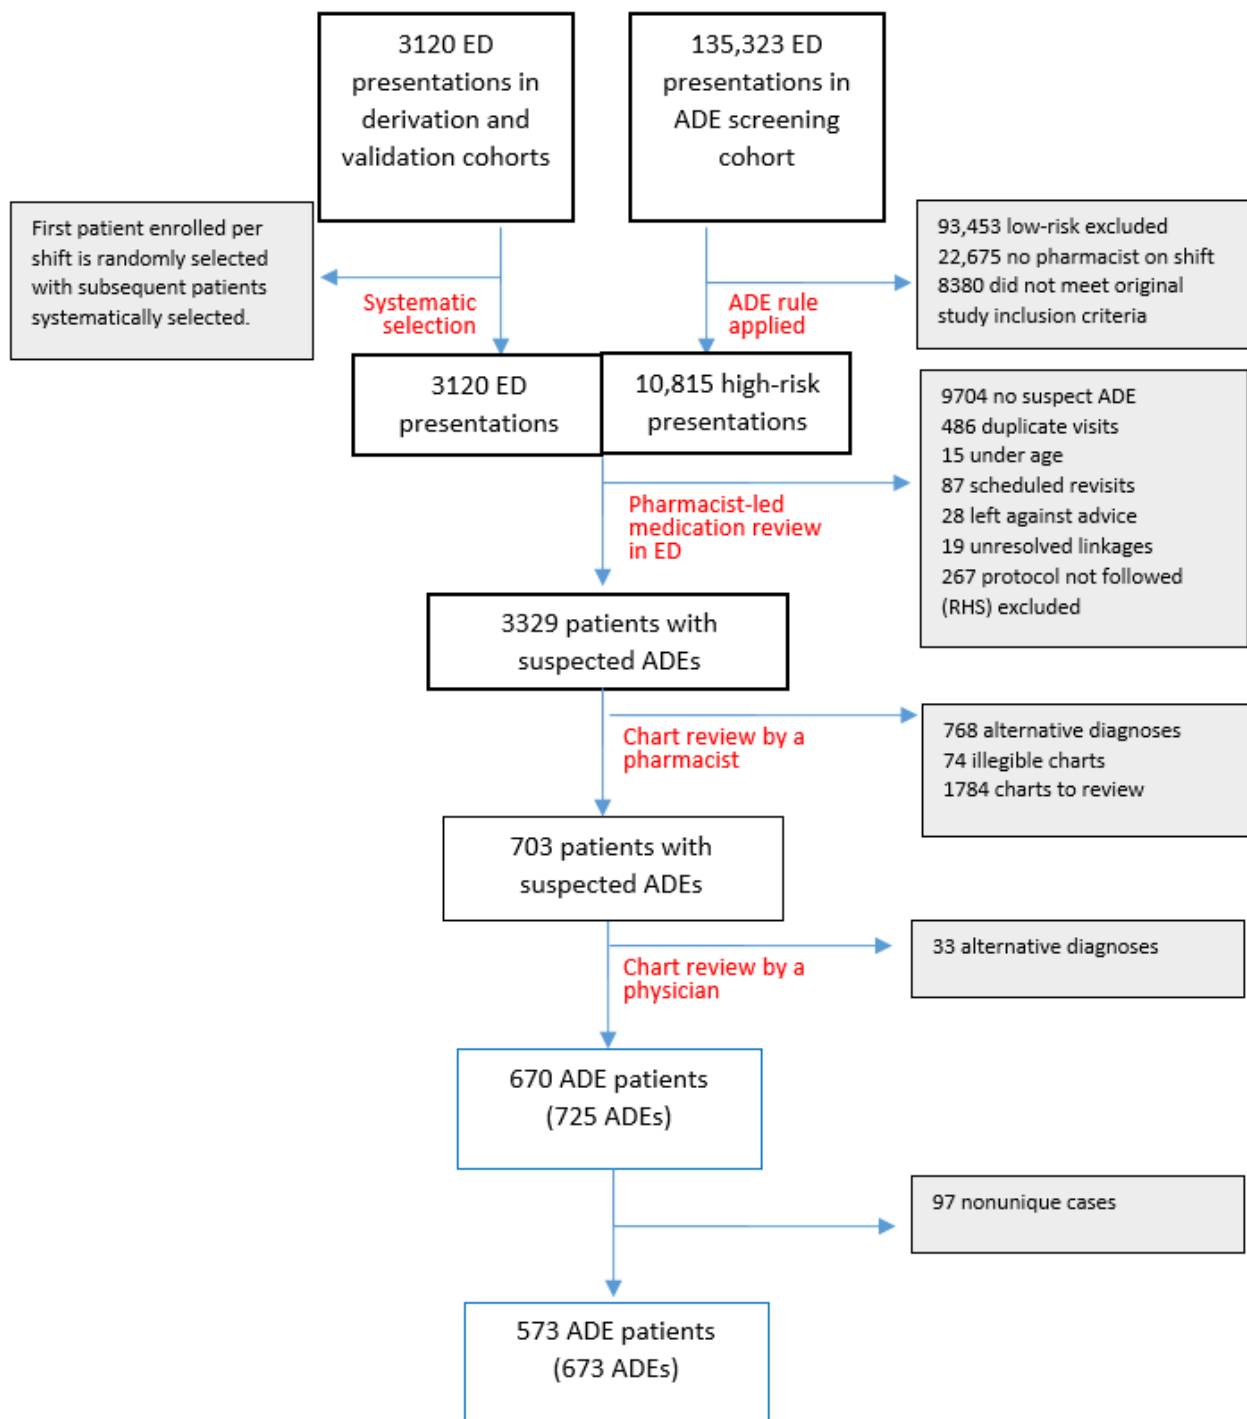 3120 ED
presentations in
derivation and
validation cohorts
135,323 ED
presentations in
ADE screening
cohort
First patient enrolled per
shift is randomly selected
with subsequent patients
systematically selected.
93,453 low-risk excluded
22,675 no pharmacist on shift
8380 did not meet original
study inclusion criteria
Systematic
selection
ADE rule
applied
3120 ED
presentations
10,815 high-risk
presentations
9704 no suspect ADE
486 duplicate visits
15 under age
87 scheduled revisits
28 left against advice
19 unresolved linkages
267 protocol not followed
(RHS) excluded
Pharmacist-led
medication review
in ED
3329 patients with
suspected ADEs
768 alternative diagnoses
74 illegible charts
1784 charts to review
Chart review by a
pharmacist
703 patients with
suspected ADEs
33 alternative diagnoses
Chart review by a
physician
670 ADE patients
(725 ADEs)
97 nonunique cases
573 ADE patients
(673 ADEs)